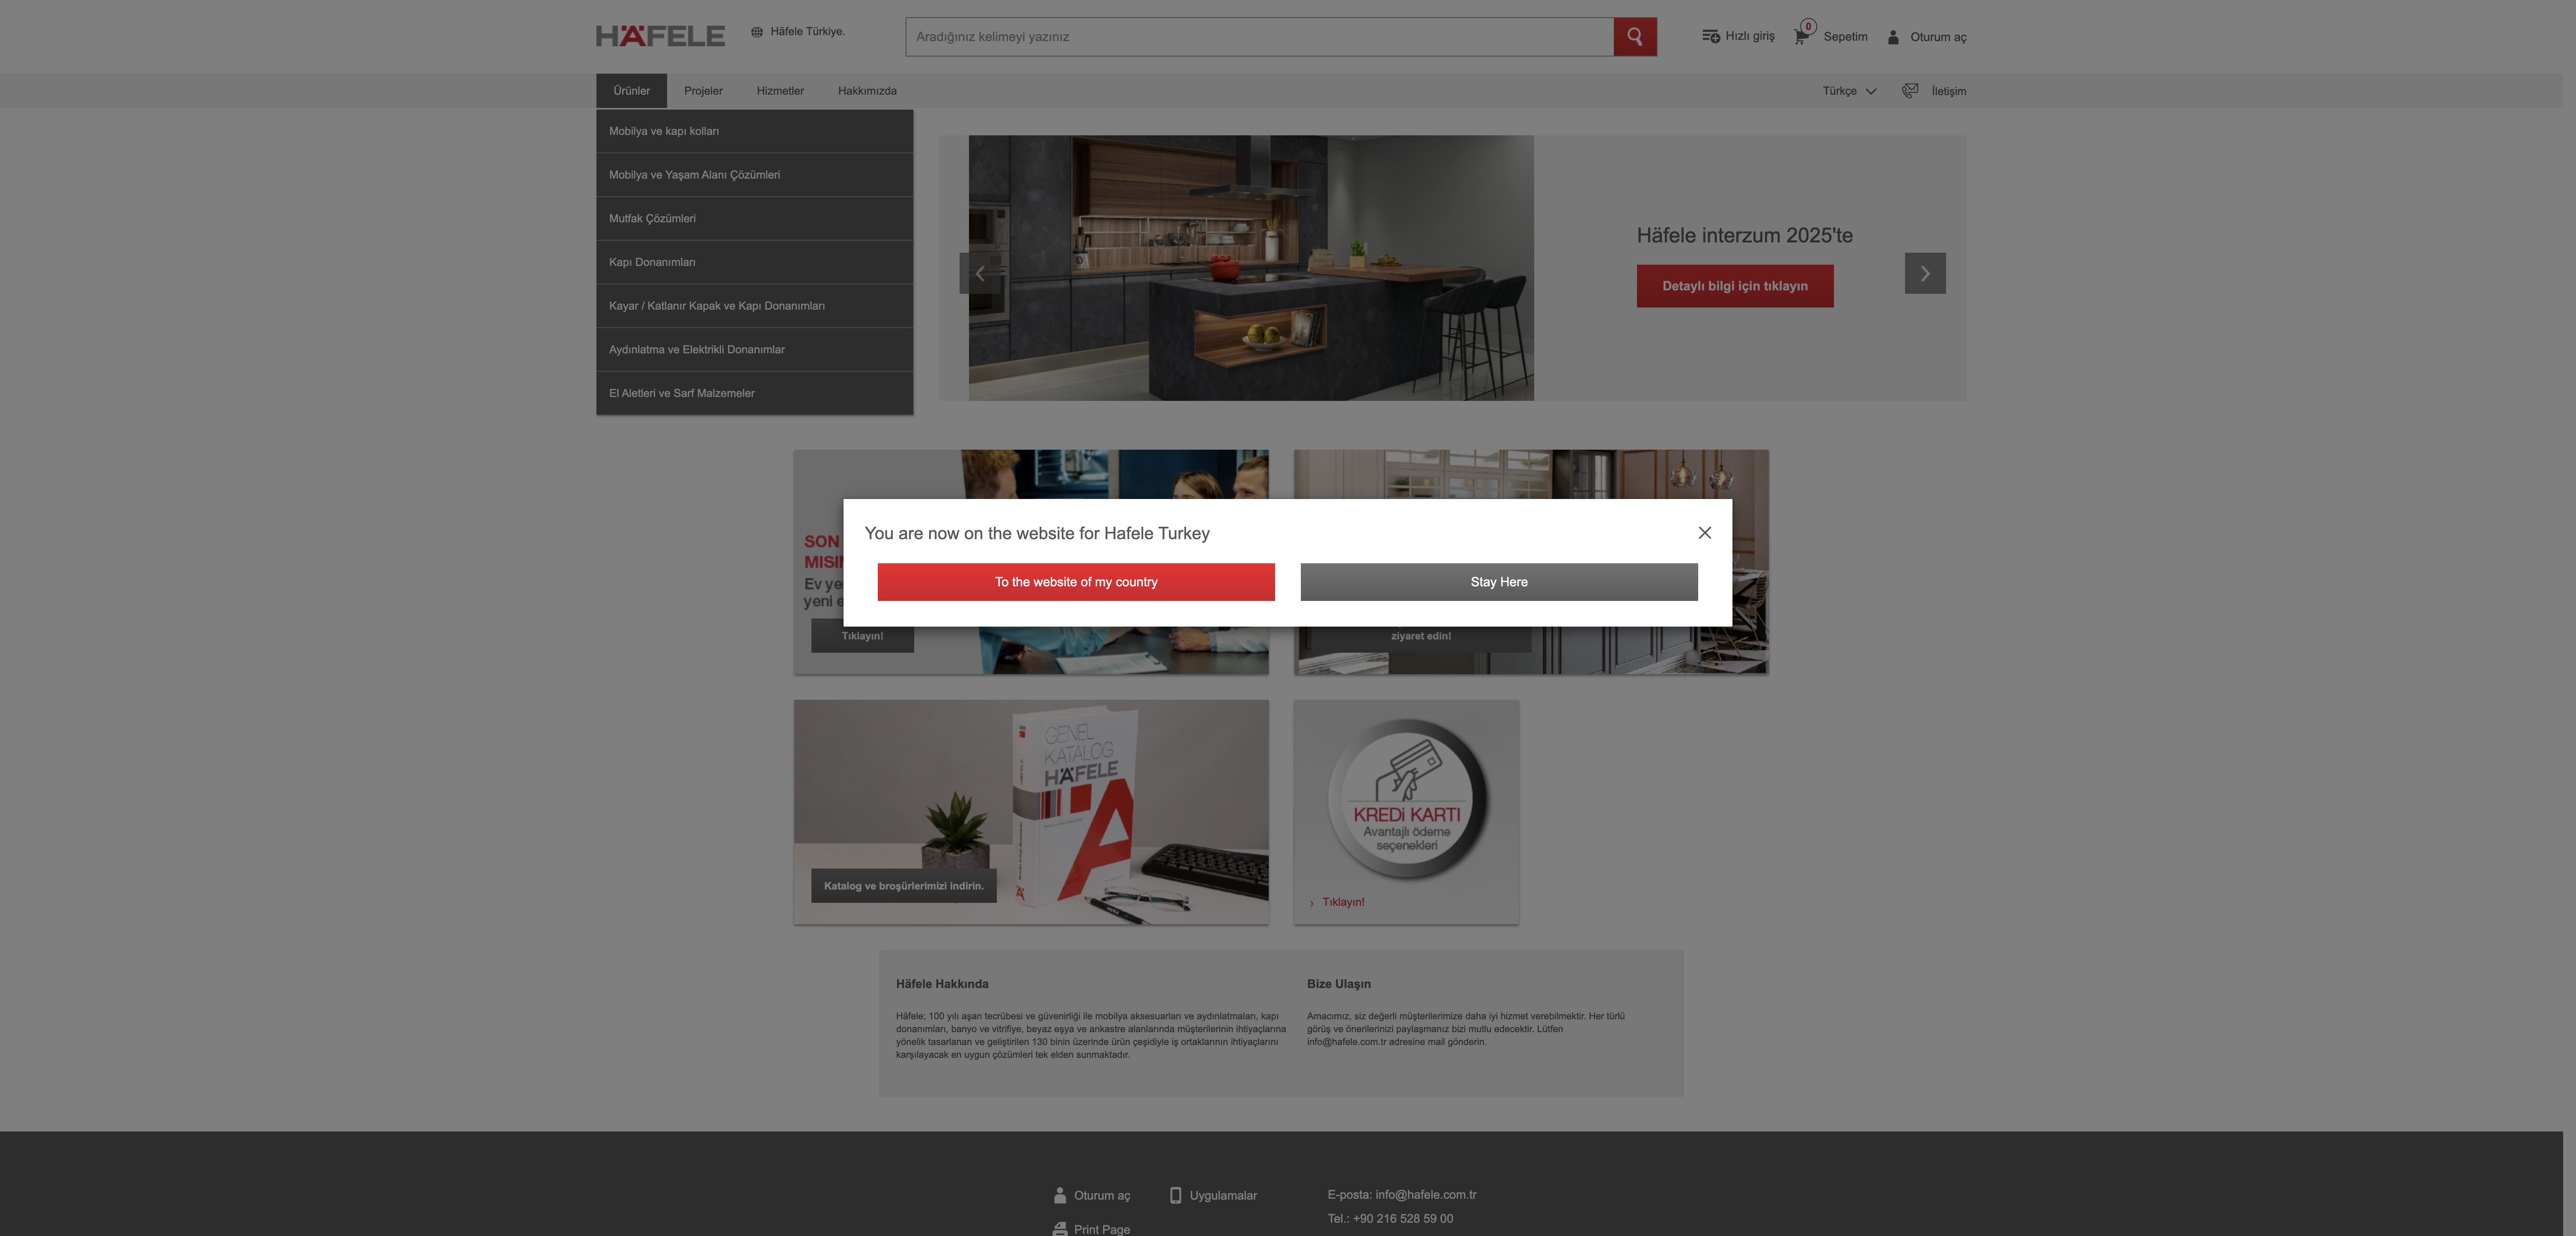 HÄFELE
Häfele Türkiye.
Aradığınız kelimeyi yazınız
Hızlı giriş
0
Sepetim
Oturum aç
Ürünler
Projeler
Hizmetler
Hakkımızda
Türkçe
İletişim
Mobilya ve kapı kolları
Mobilya ve Yaşam Alanı Çözümleri
Mutfak Çözümleri
Kapı Donanımları
Kayar / Katlanır Kapak ve Kapı Donanımları
Aydınlatma ve Elektrikli Donanımlar
El Aletleri ve Sarf Malzemeler
Häfele interzum 2025'te
Detaylı bilgi için tıklayın
You are now on the website for Hafele Turkey
To the website of my country
Stay Here
SON
Ev
yeni
Tıklayın!
ziyaret edin!
GENEL
KATALOG
HÄFELE
Katalog ve broşürlerimizi indirin.
KREDİ KARTI
Avantajlı ödeme
seçenekleri
Tıklayın!
Häfele Hakkında
Häfele; 100 yılı aşan tecrübesi ve güvenirliği ile mobilya aksesuarları ve aydınlatmaları, kapı
donanımları, banyo ve vitrifiye, beyaz eşya ve ankastre alanlarında müşterilerinin ihtiyaçlarına
yönelik tasarlanan ve geliştirilen 130 binin üzerinde ürün çeşidiyle iş ortaklarının ihtiyaçlarını
karşılayacak en uygun çözümleri tek elden sunmaktadır.
Bize Ulaşın
Amacımız, siz değerli müşterilerimize daha iyi hizmet verebilmektir. Her türlü
görüş ve önerilerinizi paylaşmanız bizi mutlu edecektir. Lütfen
info@hafele.com.tr adresine mail gönderin.
Oturum aç
Uygulamalar
Print Page
E-posta: info@hafele.com.tr
Tel.: +90 216 528 59 00